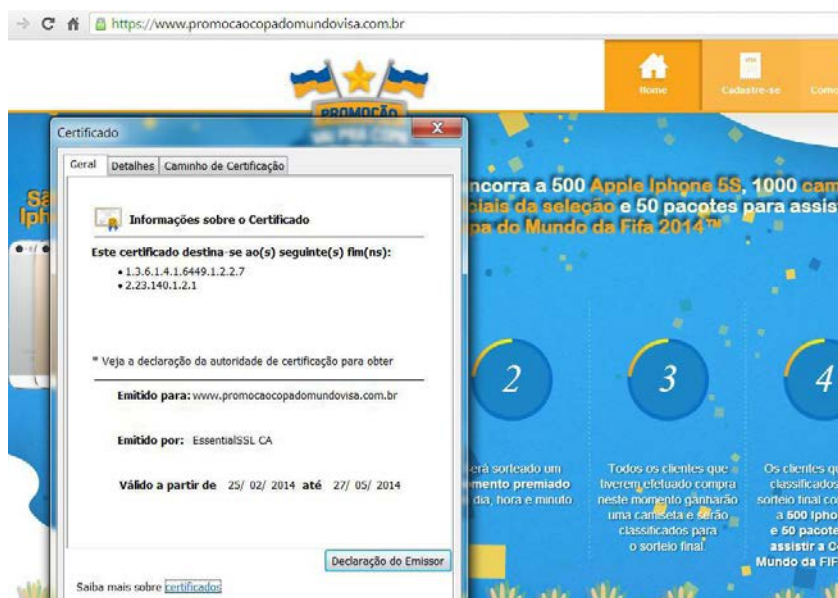 https://www.promocaocopadomundovisa.com.br
Home
Cadastre-se
Como
PROMOÇÃO
Certificado
Geral
Detalhes
Caminho de Certificação
Informações sobre o Certificado
Este certificado destina-se ao(s) seguinte(s) fim(ns):
• 1.3.6.1.4.1.6449.1.2.2.7
• 2.23.140.1.2.1
* Veja a declaração da autoridade de certificação para obter
Emitido para: www.promocaocopadomundovisa.com.br
Emitido por: EssentialSSL CA
Válido a partir de 25/ 02/ 2014 até 27/ 05/ 2014
Declaração do Emissor
Saiba mais sobre certificados
ncorra a 500 Apple Iphone 5S, 1000 cam
ciais da seleção e 50 pacotes para assis
pa do Mundo da Fifa 2014™
Sã
Iph
2
erá sorteado um
mento premiado
dia, hora e minuto
3
Todos os clientes que
tiverem efetuado compra
neste momento ganharão
uma camiseta e serão
classificados para
o sorteio final.
4
Os clientes qu
classificados
sorteio final co
a 500 Ipho
e 50 pacote
assistir a C
Mundo da FIF